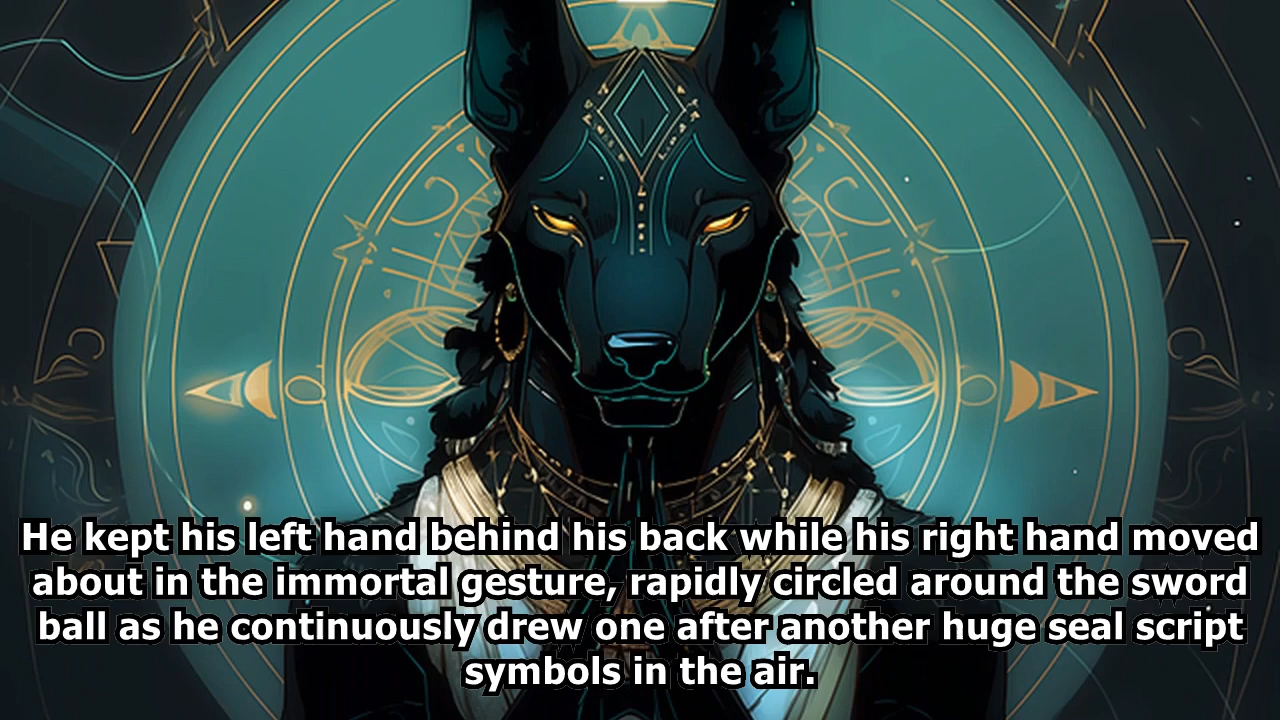 He kept his left hand behind his back while his right hand moved
about in the immortal gesture, rapidly circled around the sword
ball as he continuously drew one after another huge seal script
symbols in the air.